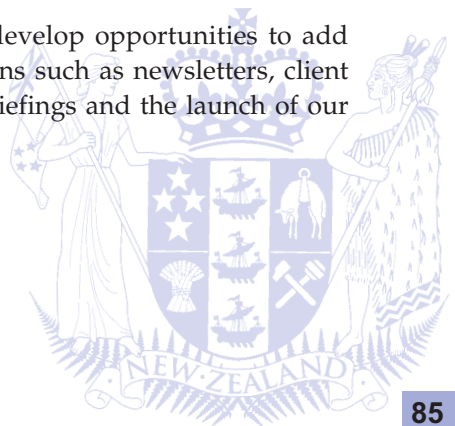 develop opportunities to add
ns such as newsletters, client
iefings and the launch of our
NEW ZEALAND
85